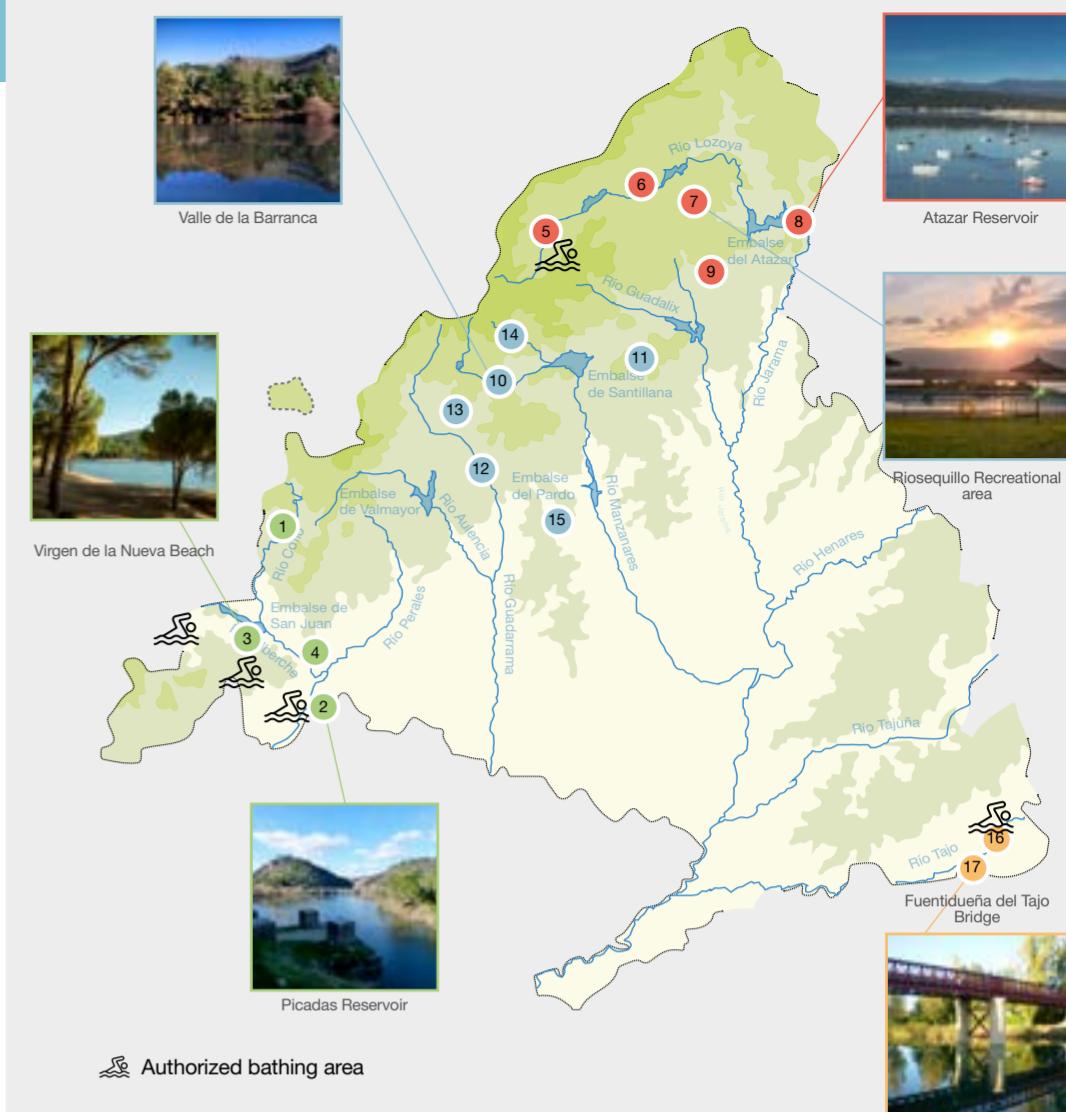 Valle de la Barranca
Atazar Reservoir
Río Lozoya
6
7
8
5
Embalse
del Atazar
9
Río Guadalix
14
11
10
Embalse
de Santillana
Río Jarama
13
12
Embalse
del Pardo
15
Riosequillo Recreational
area
Embalse
de Valmayor
Río Aulencia
Río Manzanares
Río Henares
1
Virgen de la Nueva Beach
Embalse de
San Juan
Río Perales
Río Guadarrama
3
4
2
Río Tajuña
16
Río Tajo
17
Fuentidueña del Tajo
Bridge
Picadas Reservoir
Authorized bathing area